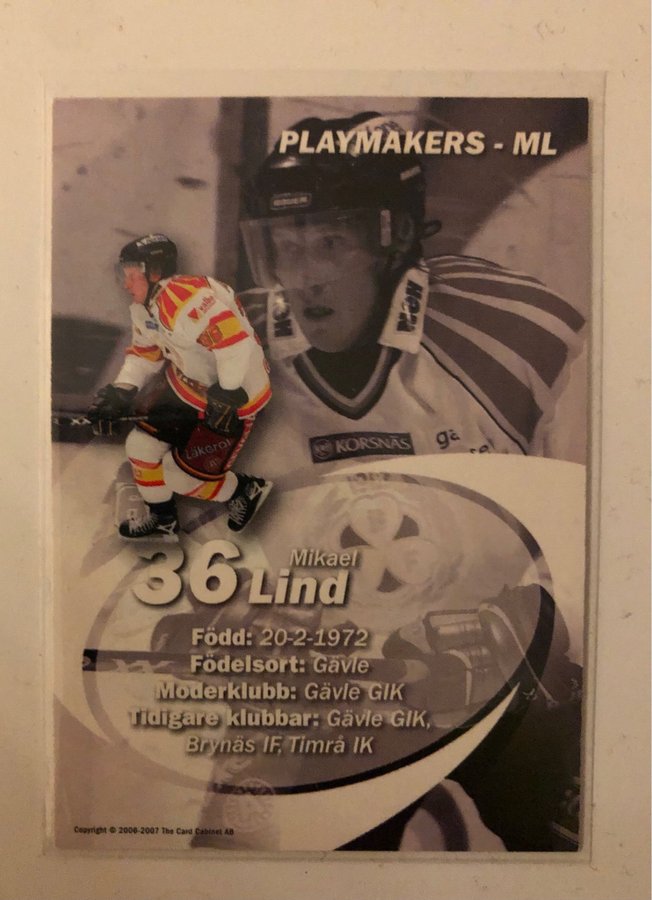 PLAYMAKERS - ML
KORSNÄS
Läkerol
36 Mikael
Lind
Född: 20-2-1972
Födelsort: Gävle
Moderklubb: Gävle GIK
Tidigare klubbar: Gävle GIK,
Brynäs IF, Timrå IK
Copyright © 2006-2007 The Card Cabinet AB